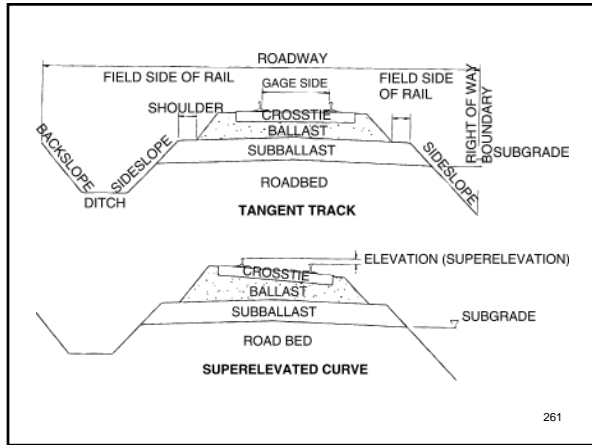 ROADWAY
FIELD SIDE OF RAIL
GAGE SIDE
FIELD SIDE
OF RAIL
SHOULDER
RIGHT OF WAY
BOUNDARY
CROSSTIE
BALLAST
SUBBALLAST
SUBGRADE
BACKSLOPE
SIDESLOPE
SIDESLOPE
ROADBED
DITCH
TANGENT TRACK
ELEVATION (SUPERELEVATION)
CROSSTIE
BALLAST
SUBBALLAST
SUBGRADE
ROAD BED
SUPERELEVATED CURVE
261